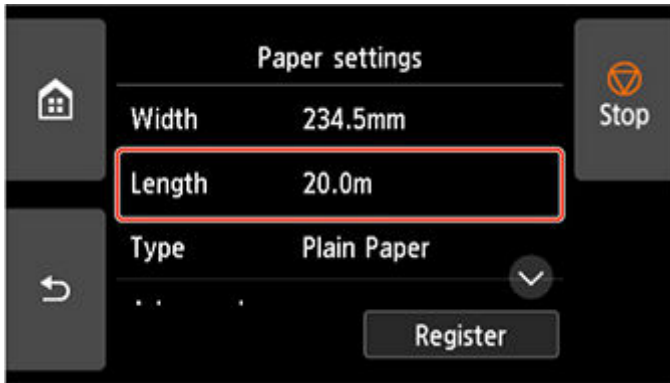 Paper settings
Stop
Width 234.5mm
Length 20.0m
Type Plain Paper
Register